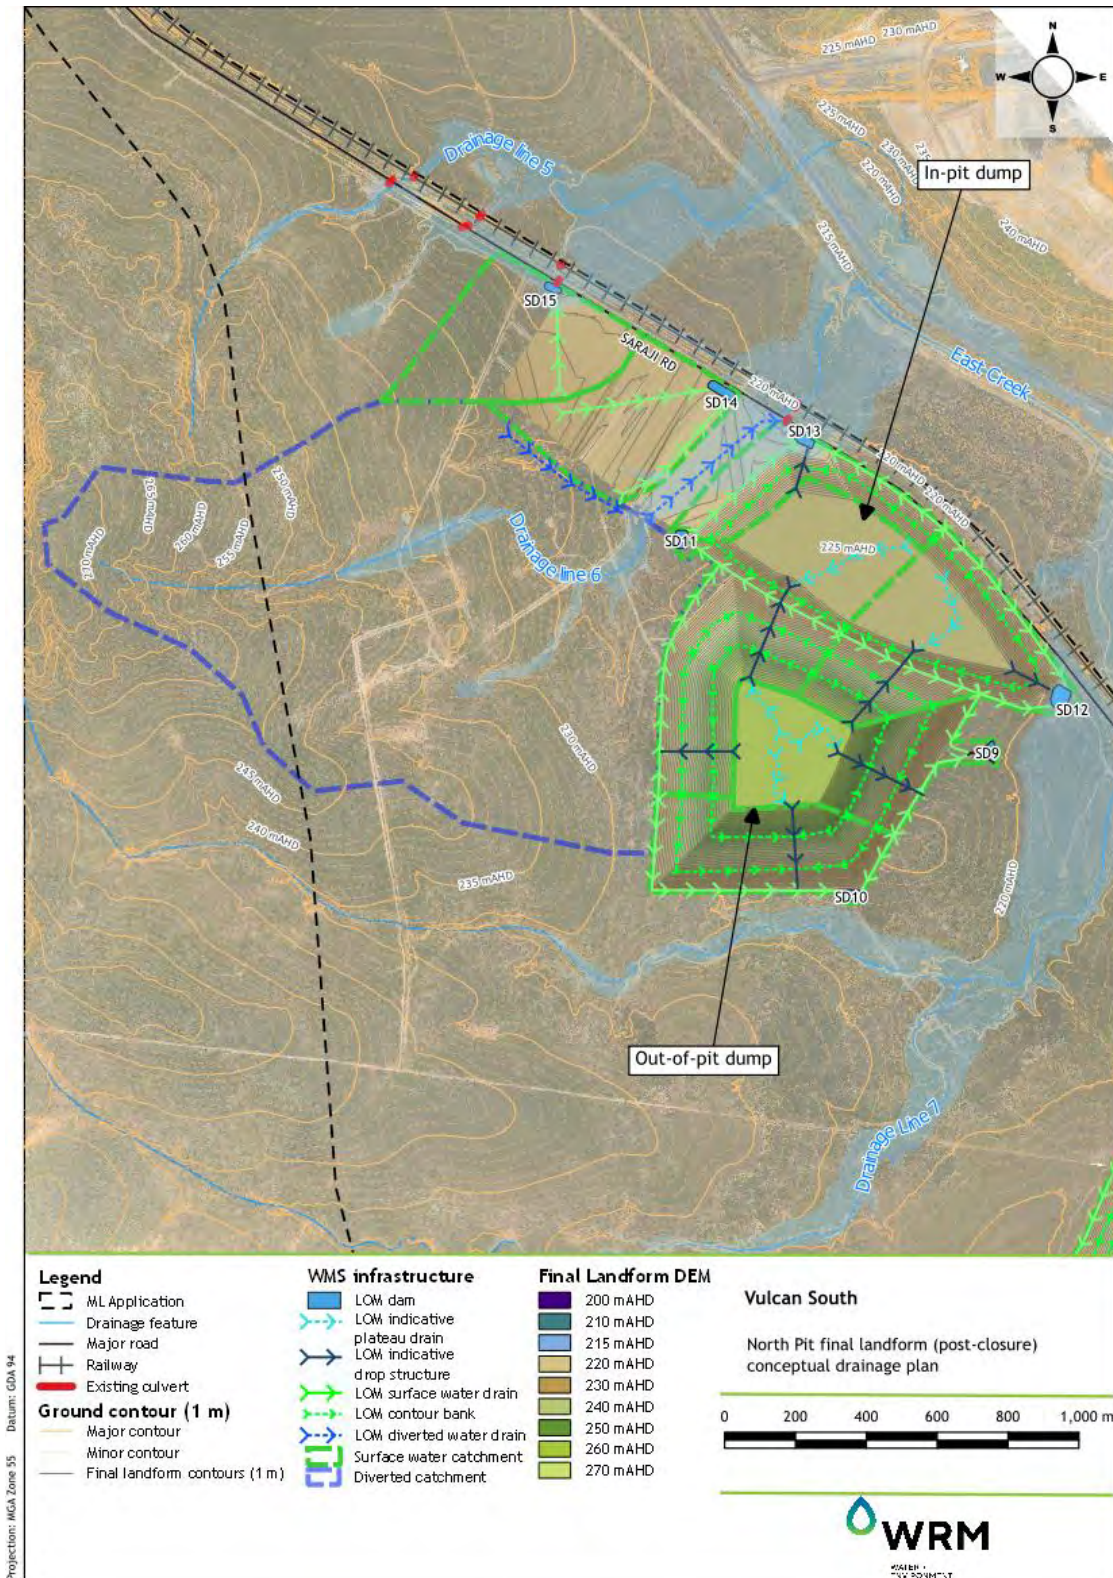 225 mAHD
230 mAHD
N
W
E
S
225 mAHD
230 mAHD
220 mAHD
In-pit dump
240 mAHD
215 mAHD
Drainage line 5
SD15
SARAJI RD
East Creek
SD14
220 mAHD
SD13
220 mAHD
220 mAHD
250 mAHD
265 mAHD
260 mAHD
255 mAHD
270 mAHD
Drainage line 6
SD11
225 mAHD
SD12
SD9
230 mAHD
245 mAHD
240 mAHD
235 mAHD
220 mAHD
SD10
Out-of-pit dump
Drainage Line 7
Legend
ML Application
Drainage feature
Major road
Railway
Existing culvert
Ground contour (1 m)
Major contour
Minor contour
Final landform contours (1 m)
WMS infrastructure
LOM dam
LOM indicative
plateau drain
LOM indicative
drop structure
LOM surface water drain
LOM contour bank
LOM diverted water drain
Surface water catchment
Diverted catchment
Final Landform DEM
200 mAHD
210 mAHD
215 mAHD
220 mAHD
230 mAHD
240 mAHD
250 mAHD
260 mAHD
270 mAHD
Vulcan South
North Pit final landform (post-closure)
conceptual drainage plan
0 200 400 600 800 1,000 m
WRM
WATER +
ENVIRONMENT
Projection: MGA Zone 55 Datum: GDA 94